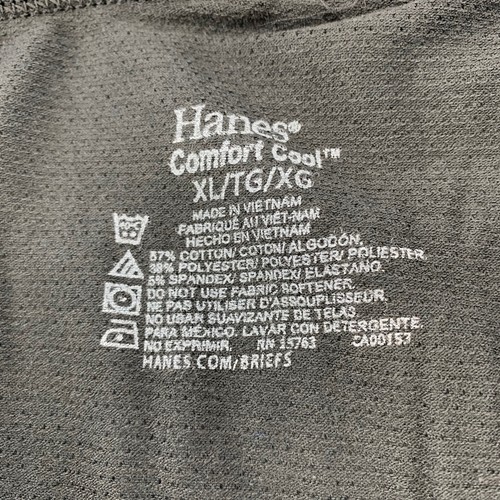 Hanes®
Comfort Cool™
XL/TG/XG
MADE IN VIETNAM
FABRIQUÉ AU VIÊT-NAM
HECHO EN VIETNAM
57% COTTON/ COTON/ ALGODÓN,
38% POLYESTER/ POLYESTER/ POLIESTER,
5% SPANDEX/ SPANDEX/ ELASTANO.
DO NOT USE FABRIC SOFTENER.
NE PAS UTILISER D'ASSOUPLISSEUR.
NO USAR SUAVIZANTE DE TELAS
PARA MÉXICO. LAVAR CON DETERGENTE.
NO EXPRIMIR. RN 15763 CA00153
HANES.COM/BRIEFS